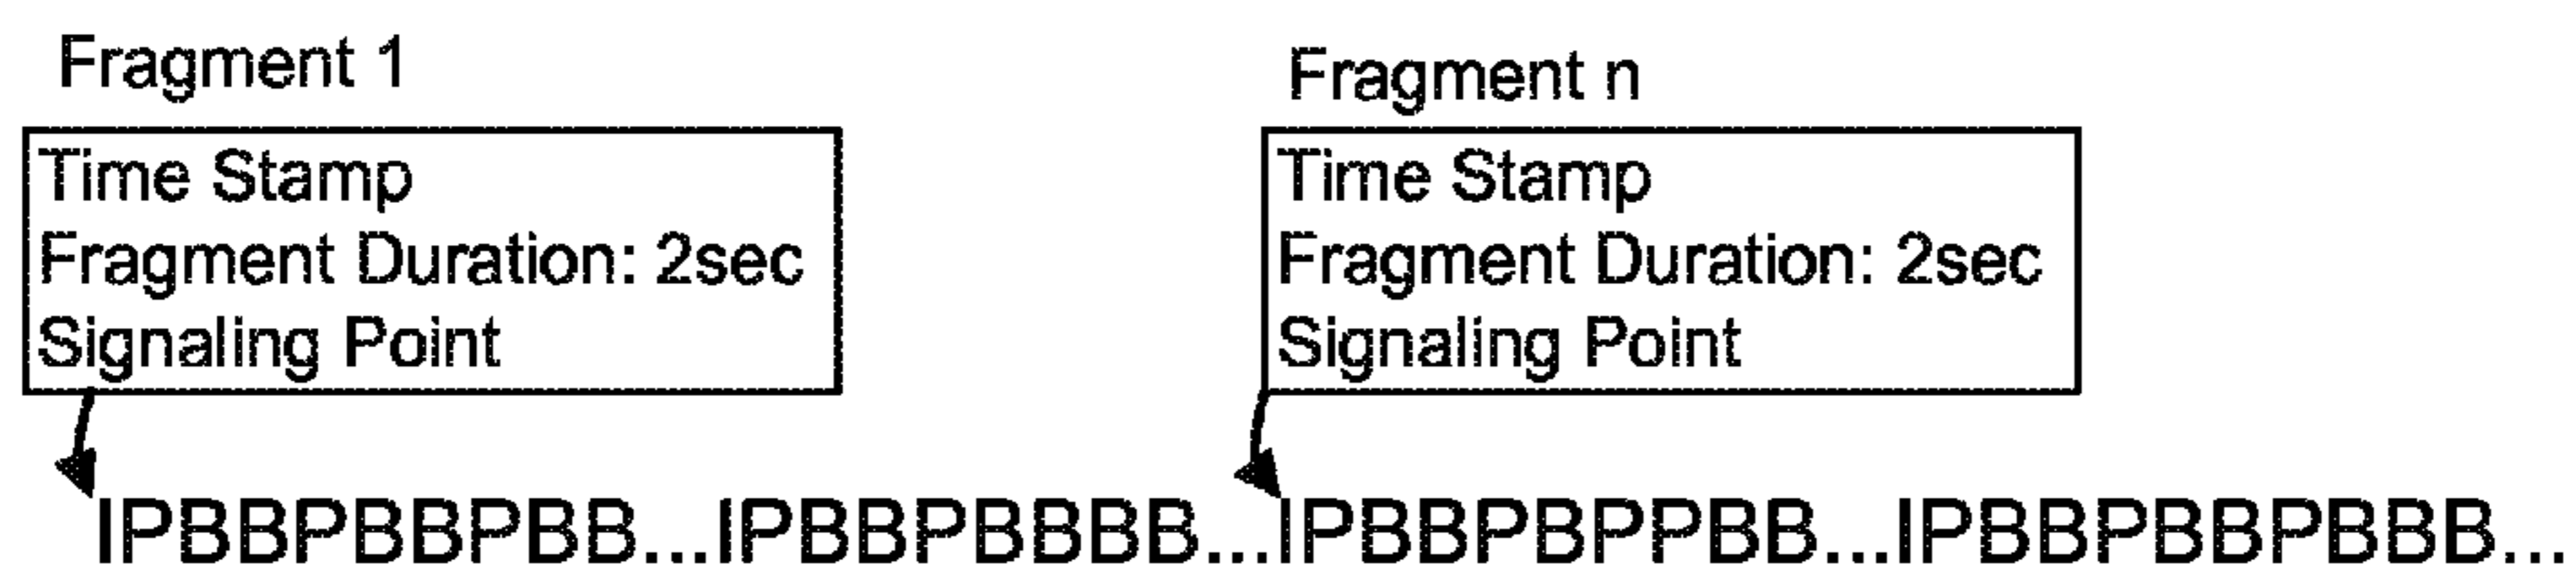 Fragment 1
Time Stamp
Fragment Duration: 2sec
Signaling Point
Fragment n
Time Stamp
Fragment Duration: 2sec
Signaling Point
IPBBPBBPBB...IPBBPBBBB...IPBBPBPPBB...IPBBPBBPBBB...